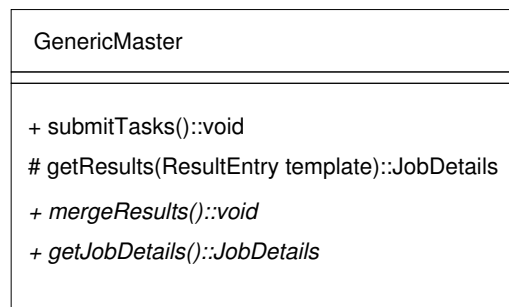 GenericMaster
+ submitTasks()::void
# getResults(ResultEntry template)::JobDetails
+ mergeResults()::void
+ getJobDetails()::JobDetails